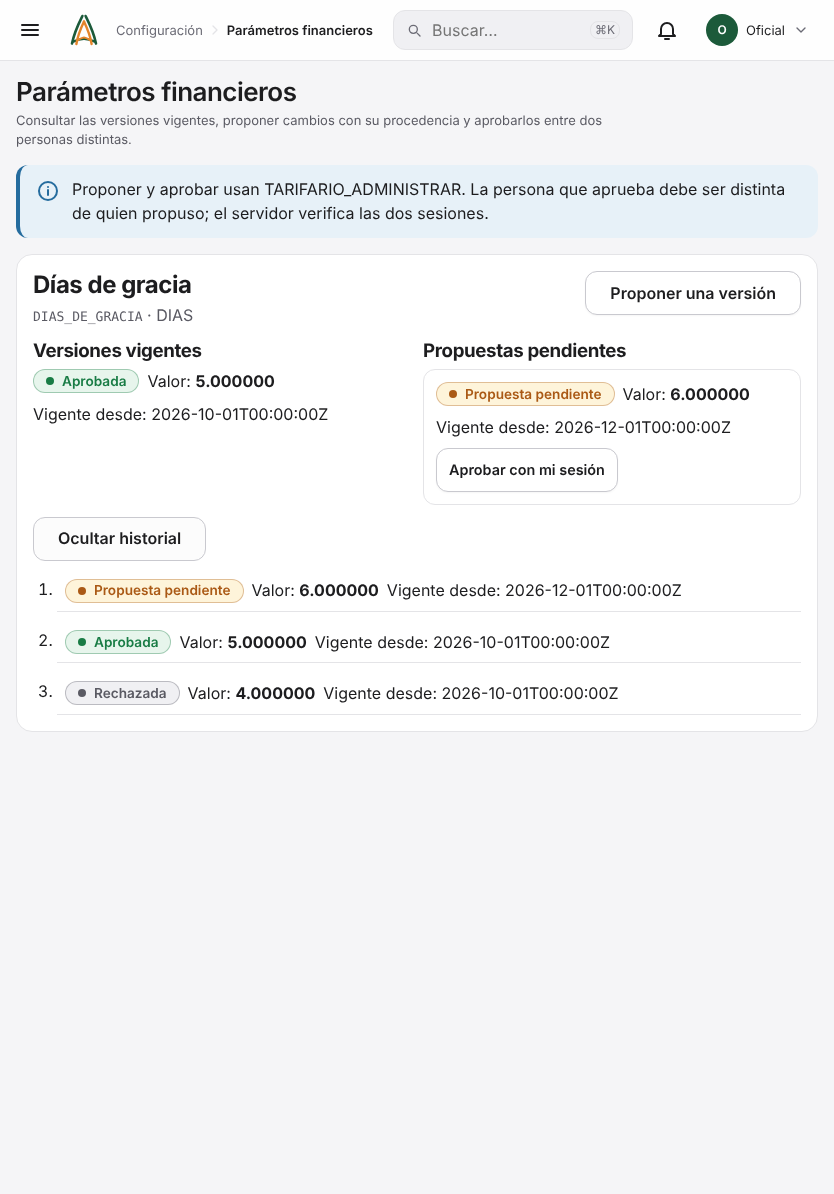 Configuración
Parámetros financieros
Buscar...
⌘K
O
Oficial
Parámetros financieros
Consultar las versiones vigentes, proponer cambios con su procedencia y aprobarlos entre dos
personas distintas.
Proponer y aprobar usan TARIFARIO_ADMINISTRAR. La persona que aprueba debe ser distinta
de quien propuso; el servidor verifica las dos sesiones.
Días de gracia
DIAS_DE_GRACIA · DIAS
Proponer una versión
Versiones vigentes
Aprobada Valor: 5.000000
Vigente desde: 2026-10-01T00:00:00Z
Propuestas pendientes
Propuesta pendiente Valor: 6.000000
Vigente desde: 2026-12-01T00:00:00Z
Aprobar con mi sesión
Ocultar historial
1. Propuesta pendiente Valor: 6.000000 Vigente desde: 2026-12-01T00:00:00Z
2. Aprobada Valor: 5.000000 Vigente desde: 2026-10-01T00:00:00Z
3. Rechazada Valor: 4.000000 Vigente desde: 2026-10-01T00:00:00Z